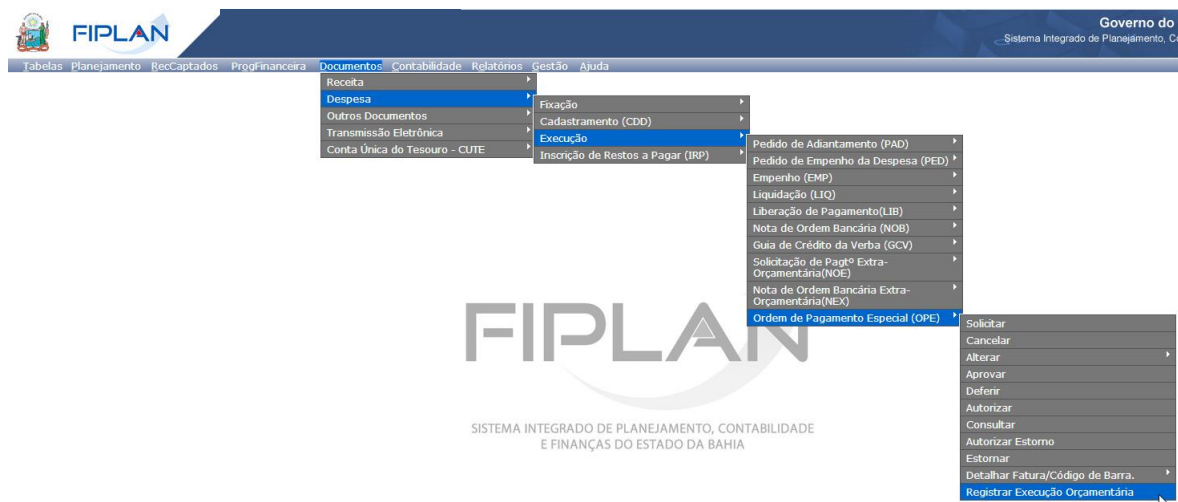 FIPLAN
Governo do
Sistema Integrado de Planejamento, Co
Tabelas Planejamento RecCaptados ProgFinanceira Documentos Contabilidade Relatórios Gestão Ajuda
Receita
Despesa
Outros Documentos
Transmissão Eletrônica
Conta Única do Tesouro - CUTE
Fixação
Cadastramento (CDD)
Execução
Inscrição de Restos a Pagar (IRP)
Pedido de Adiantamento (PAD)
Pedido de Empenho da Despesa (PED)
Empenho (EMP)
Liquidação (LIQ)
Liberação de Pagamento(LIB)
Nota de Ordem Bancária (NOB)
Guia de Crédito da Verba (GCV)
Solicitação de Pagtº Extra-
Orçamentária(NOE)
Nota de Ordem Bancária Extra-
Orçamentária(NEX)
Ordem de Pagamento Especial (OPE)
Solicitar
Cancelar
Alterar
Aprovar
Deferir
Autorizar
Consultar
Autorizar Estorno
Estornar
Detalhar Fatura/Código de Barra.
Registrar Execução Orçamentária
FIPLAN
SISTEMA INTEGRADO DE PLANEJAMENTO, CONTABILIDADE
E FINANÇAS DO ESTADO DA BAHIA